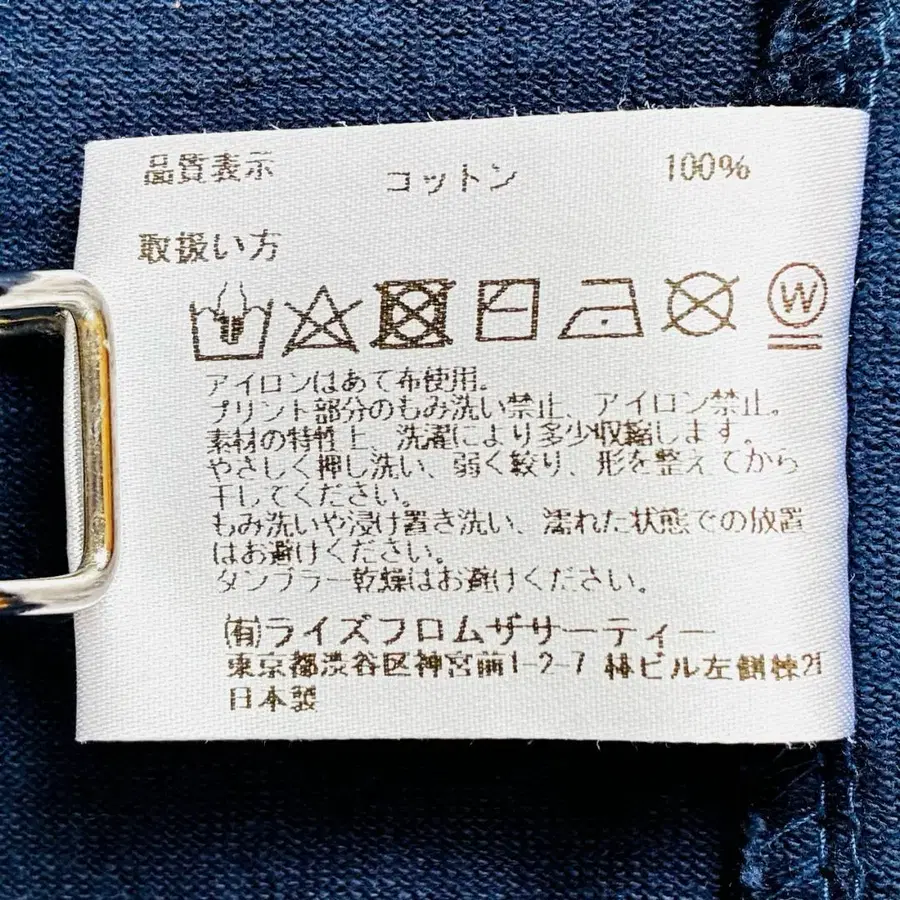 品質表示 コットン 100%
取扱い方
W
アイロンはあて布使用。
プリント部分のもみ洗い禁止、アイロン禁止。
素材の特性上、洗濯により多少収縮します。
やさしく押し洗い、弱く絞り、形を整えてから
干してください。
もみ洗いや浸け置き洗い、濡れた状態での放置
はお避けください。
タンブラー乾燥はお避けください。
㈲ライズフロムザサーティー
東京都渋谷区神宮前1-2-7 林ビル左側棟2F
日本製